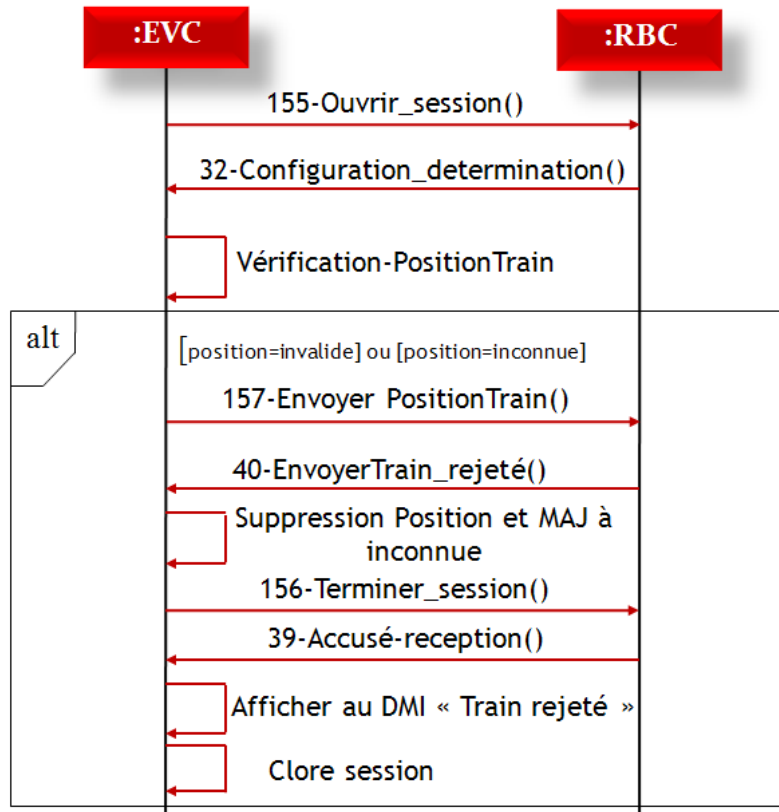 :EVC
:RBC
155-Ouvrir_session()
32-Configuration_determination()
Vérification-PositionTrain
alt
[position=invalide] ou [position=inconnue]
157-Envoyer PositionTrain()
40-EnvoyerTrain_rejeté()
Suppression Position et MAJ à
inconnue
156-Terminer_session()
39-Accusé-reception()
Afficher au DMI « Train rejeté »
Clore session